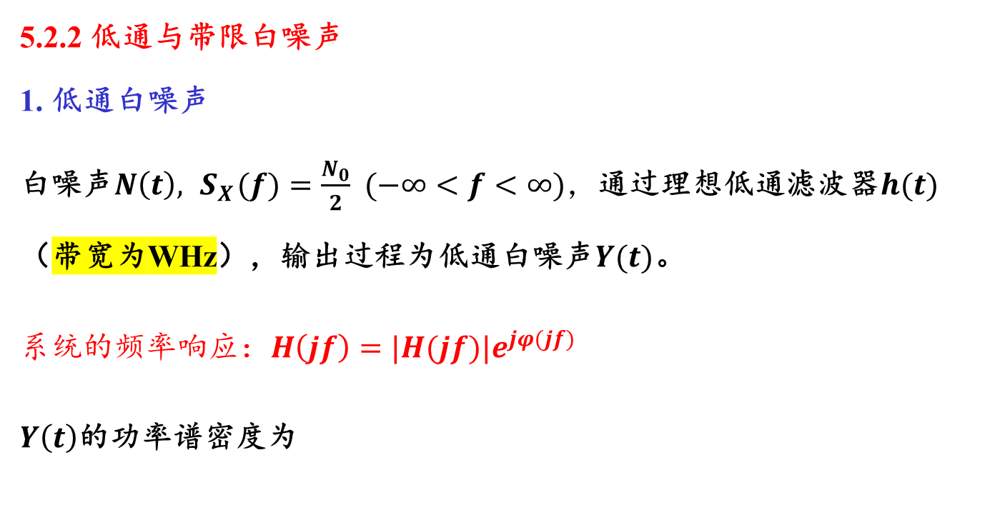 5.2.2 低通与带限白噪声
1. 低通白噪声
白噪声N(t), S_X(f) = N_0/2 (−∞ < f < ∞)，通过理想低通滤波器h(t)
（带宽为WHz），输出过程为低通白噪声Y(t)。
系统的频率响应：H(jf) = |H(jf)|e^{jφ(jf)}
Y(t)的功率谱密度为